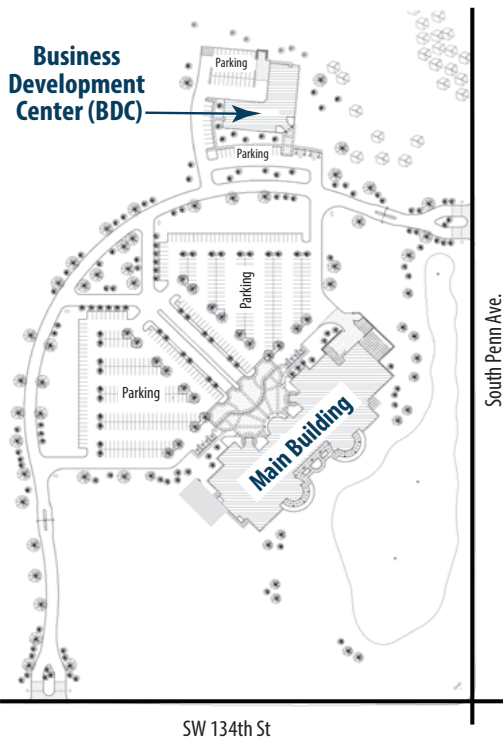 Business
Development
Center (BDC)
Parking
Parking
Parking
Parking
Main Building
South Penn Ave.
SW 134th St